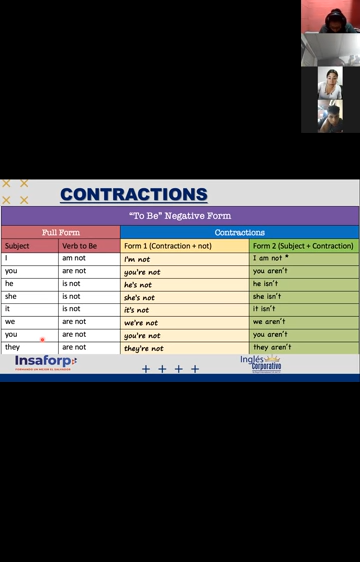 CONTRACTIONS
“To Be” Negative Form
Full Form Contractions
Subject Verb to Be Form 1 (Contraction + not) Form 2 (Subject + Contraction)
I am not I'm not I am not *
you are not you're not you aren't
he is not he's not he isn't
she is not she's not she isn't
it is not it's not it isn't
we are not we're not we aren't
you are not you're not you aren't
they are not they're not they aren't
Insaforp
Inglés
Corporativo